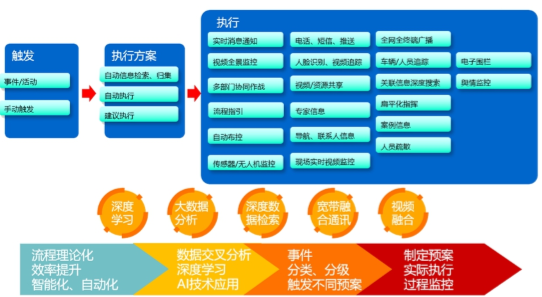 触发
事件/活动
手动触发
执行方案
自动信息检索、归集
自动执行
建议执行
执行
实时消息通知
视频全景监控
多部门协同作战
流程指引
自动布控
传感器/无人机监控
电话、短信、推送
人脸识别、视频追踪
视频/资源共享
专家信息
导航、联系人信息
现场实时视频监控
全网全终端广播
车辆/人员追踪
关联信息深度搜索
扁平化指挥
案例信息
人员疏散
电子围栏
舆情监控
深度
学习
大数据
分析
深度数
据检索
宽带融
合通讯
视频
融合
流程理论化
效率提升
智能化、自动化
数据交叉分析
深度学习
AI技术应用
事件
分类、分级
触发不同预案
制定预案
实际执行
过程监控